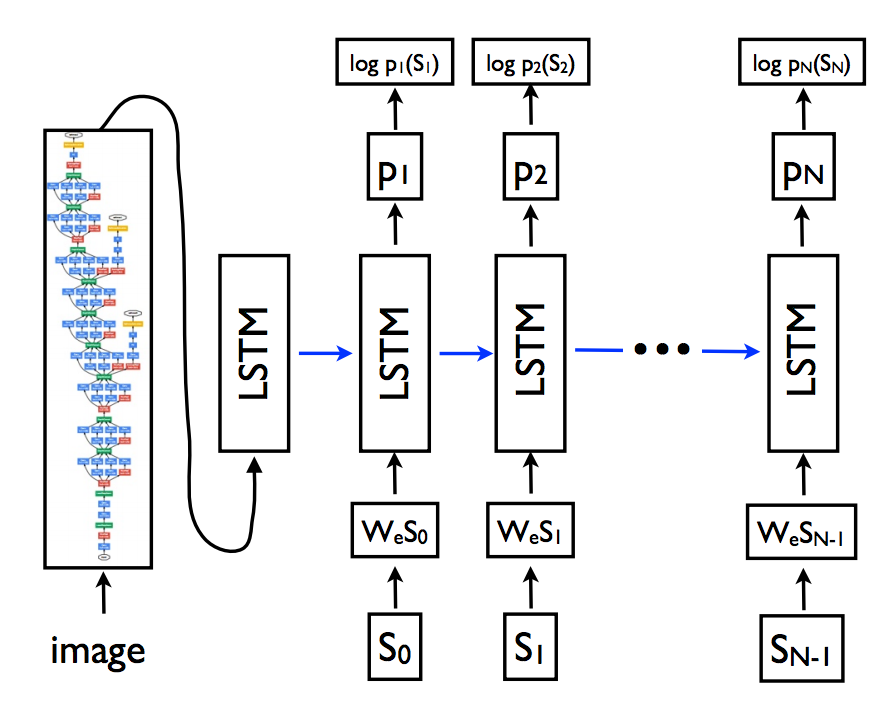 log p₁(S₁)
log p₂(S₂)
log pN(SN)
p₁
p₂
pN
LSTM
LSTM
LSTM
•••
LSTM
WeS₀
WeS₁
WeSN-1
image
S₀
S₁
SN-1